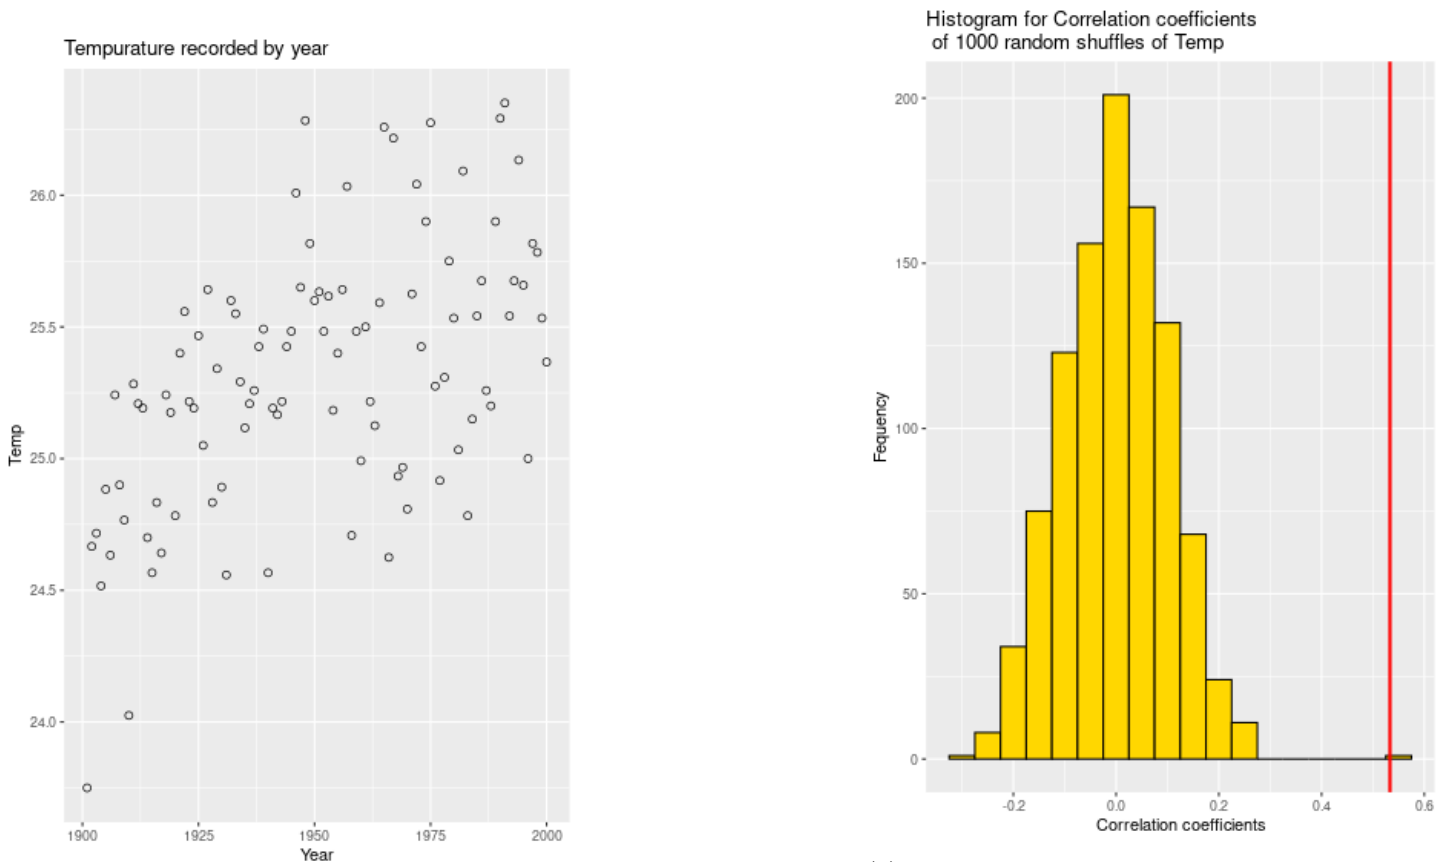 Tempurature recorded by year
26.0
25.5
25.0
24.5
24.0
Temp
1900 1925 1950 1975 2000
Year
Histogram for Correlation coefficients
of 1000 random shuffles of Temp
200
150
100
50
0
Fequency
-0.2 0.0 0.2 0.4 0.6
Correlation coefficients